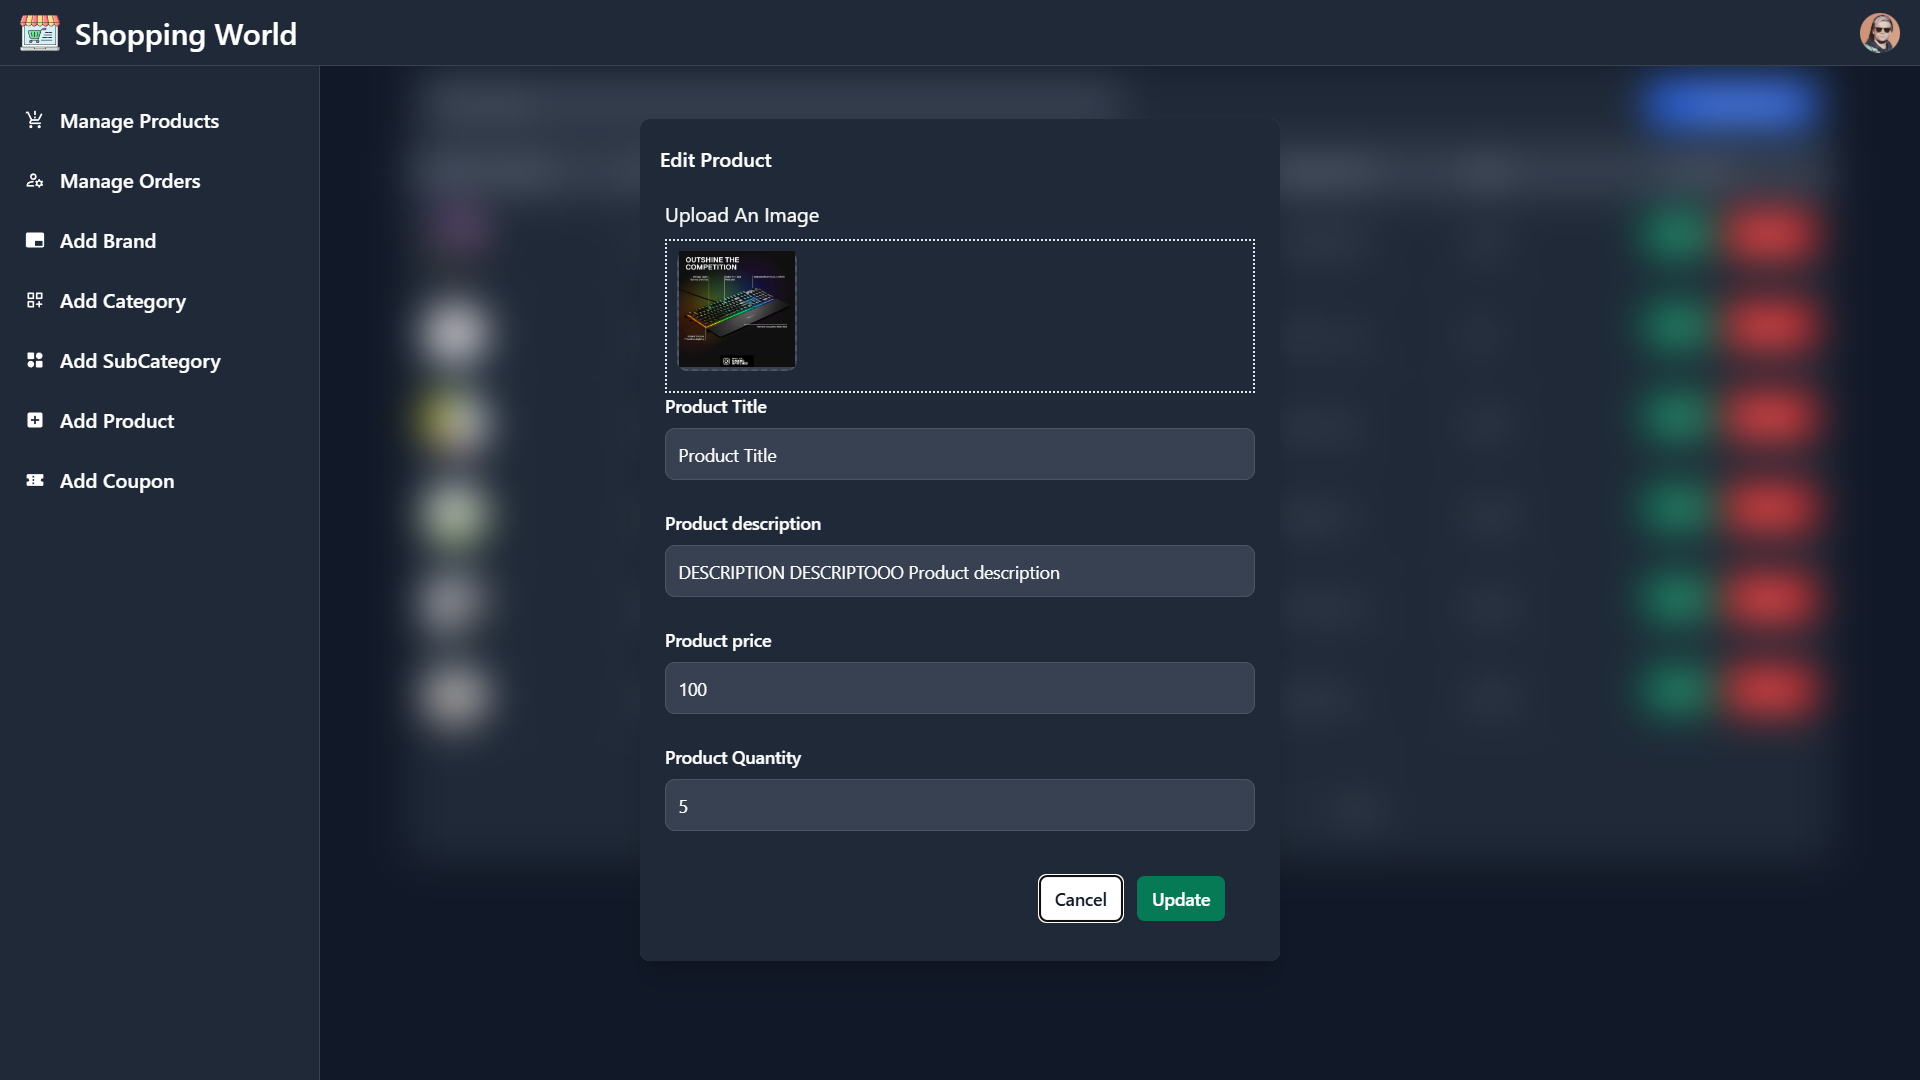 Shopping World
Manage Products
Manage Orders
Add Brand
Add Category
Add SubCategory
Add Product
Add Coupon
Edit Product
Upload An Image
OUTSHINE THE
COMPETITION
Product Title
Product Title
Product description
DESCRIPTION DESCRIPTOOO Product description
Product price
100
Product Quantity
5
Cancel
Update